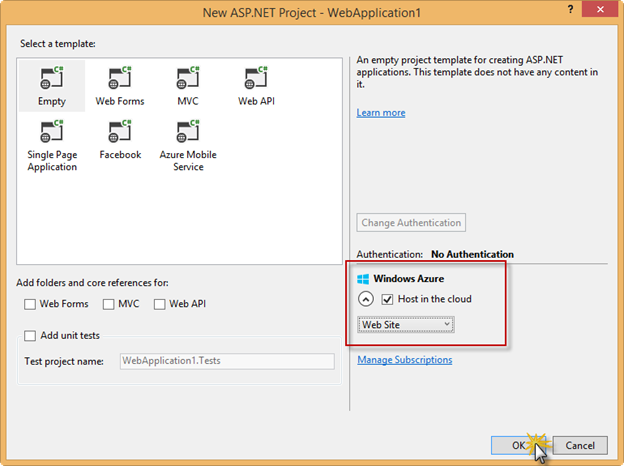 New ASP.NET Project - WebApplication1
?
Select a template:
C#
Empty
C#
Web Forms
C#
MVC
C#
Web API
C#
Single Page
Application
C#
Facebook
C#
Azure Mobile
Service
An empty project template for creating ASP.NET
applications. This template does not have any content in
it.
Learn more
Change Authentication
Authentication: No Authentication
Windows Azure
Host in the cloud
Web Site
Manage Subscriptions
Add folders and core references for:
Web Forms MVC Web API
Add unit tests
Test project name: WebApplication1.Tests
OK Cancel